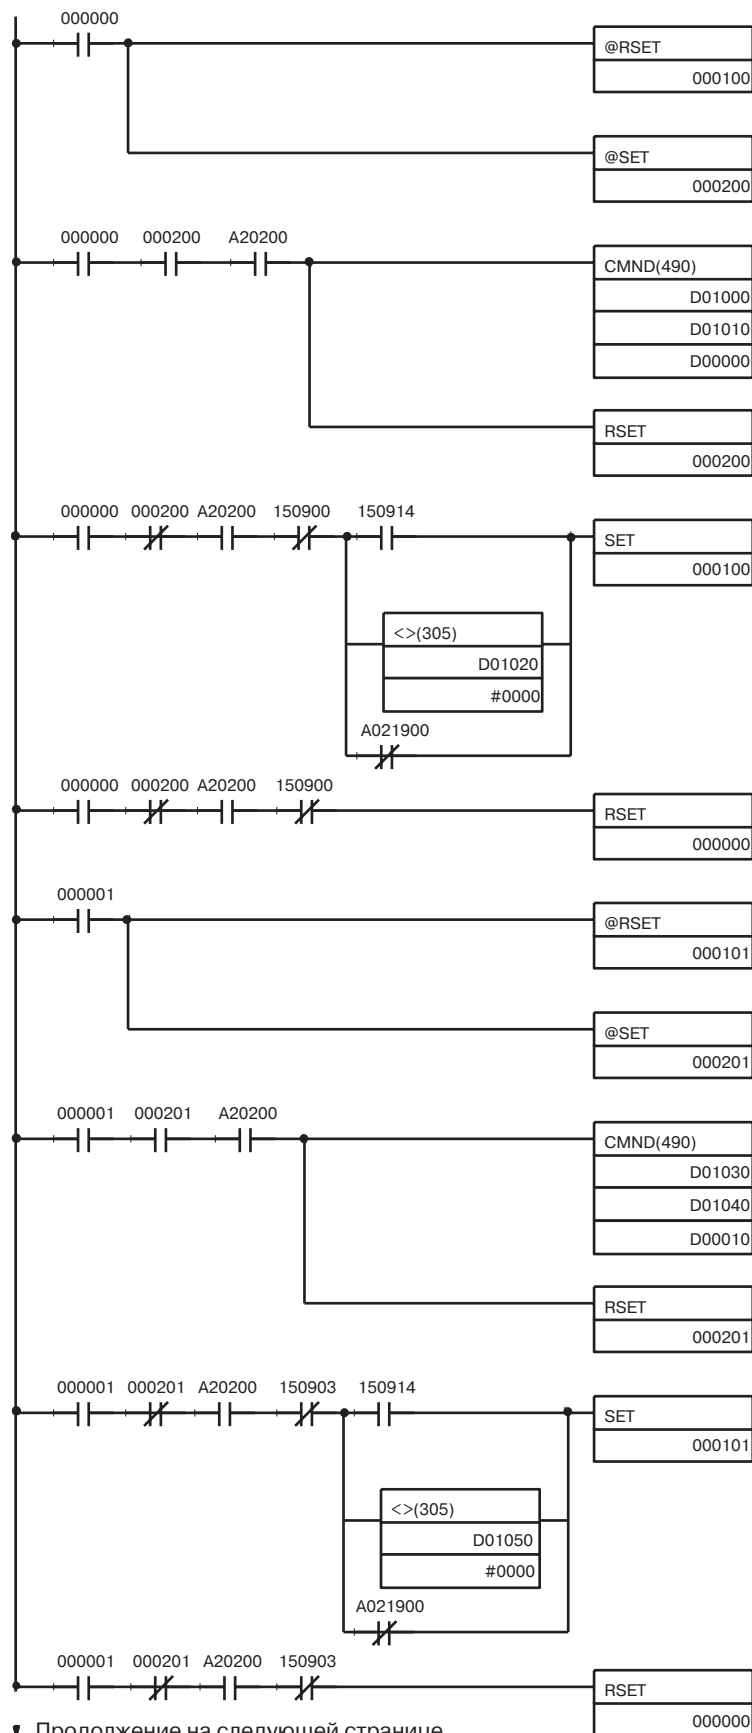 000000
@RSET
000100
@SET
000200
000000 000200 A20200
CMND(490)
D01000
D01010
D00000
RSET
000200
000000 000200 A20200 150900 150914
SET
000100
<>(305)
D01020
#0000
A021900
000000 000200 A20200 150900
RSET
000000
000001
@RSET
000101
@SET
000201
000001 000201 A20200
CMND(490)
D01030
D01040
D00010
RSET
000201
000001 000201 A20200 150903 150914
SET
000101
<>(305)
D01050
#0000
A021900
000001 000201 A20200 150903
RSET
000000
Продолжение на следующей странице